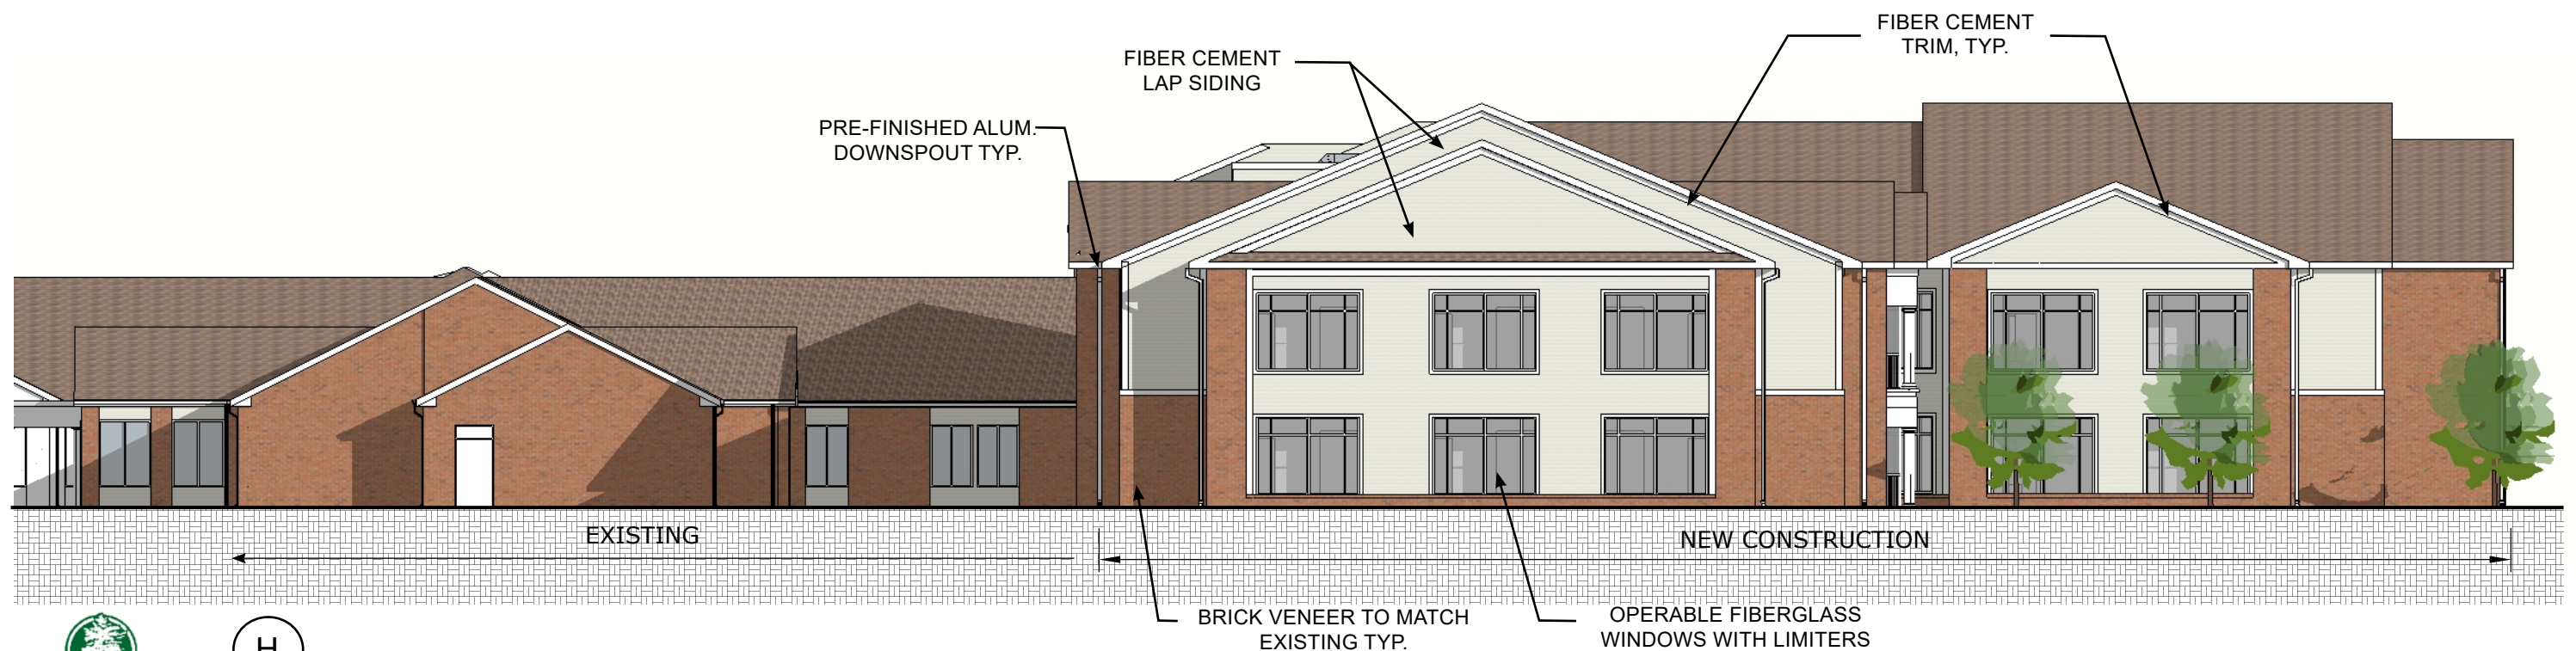 FIBER CEMENT
TRIM, TYP.
FIBER CEMENT
LAP SIDING
PRE-FINISHED ALUM.
DOWNSPOUT TYP.
EXISTING
NEW CONSTRUCTION
BRICK VENEER TO MATCH
EXISTING TYP.
OPERABLE FIBERGLASS
WINDOWS WITH LIMITERS
H